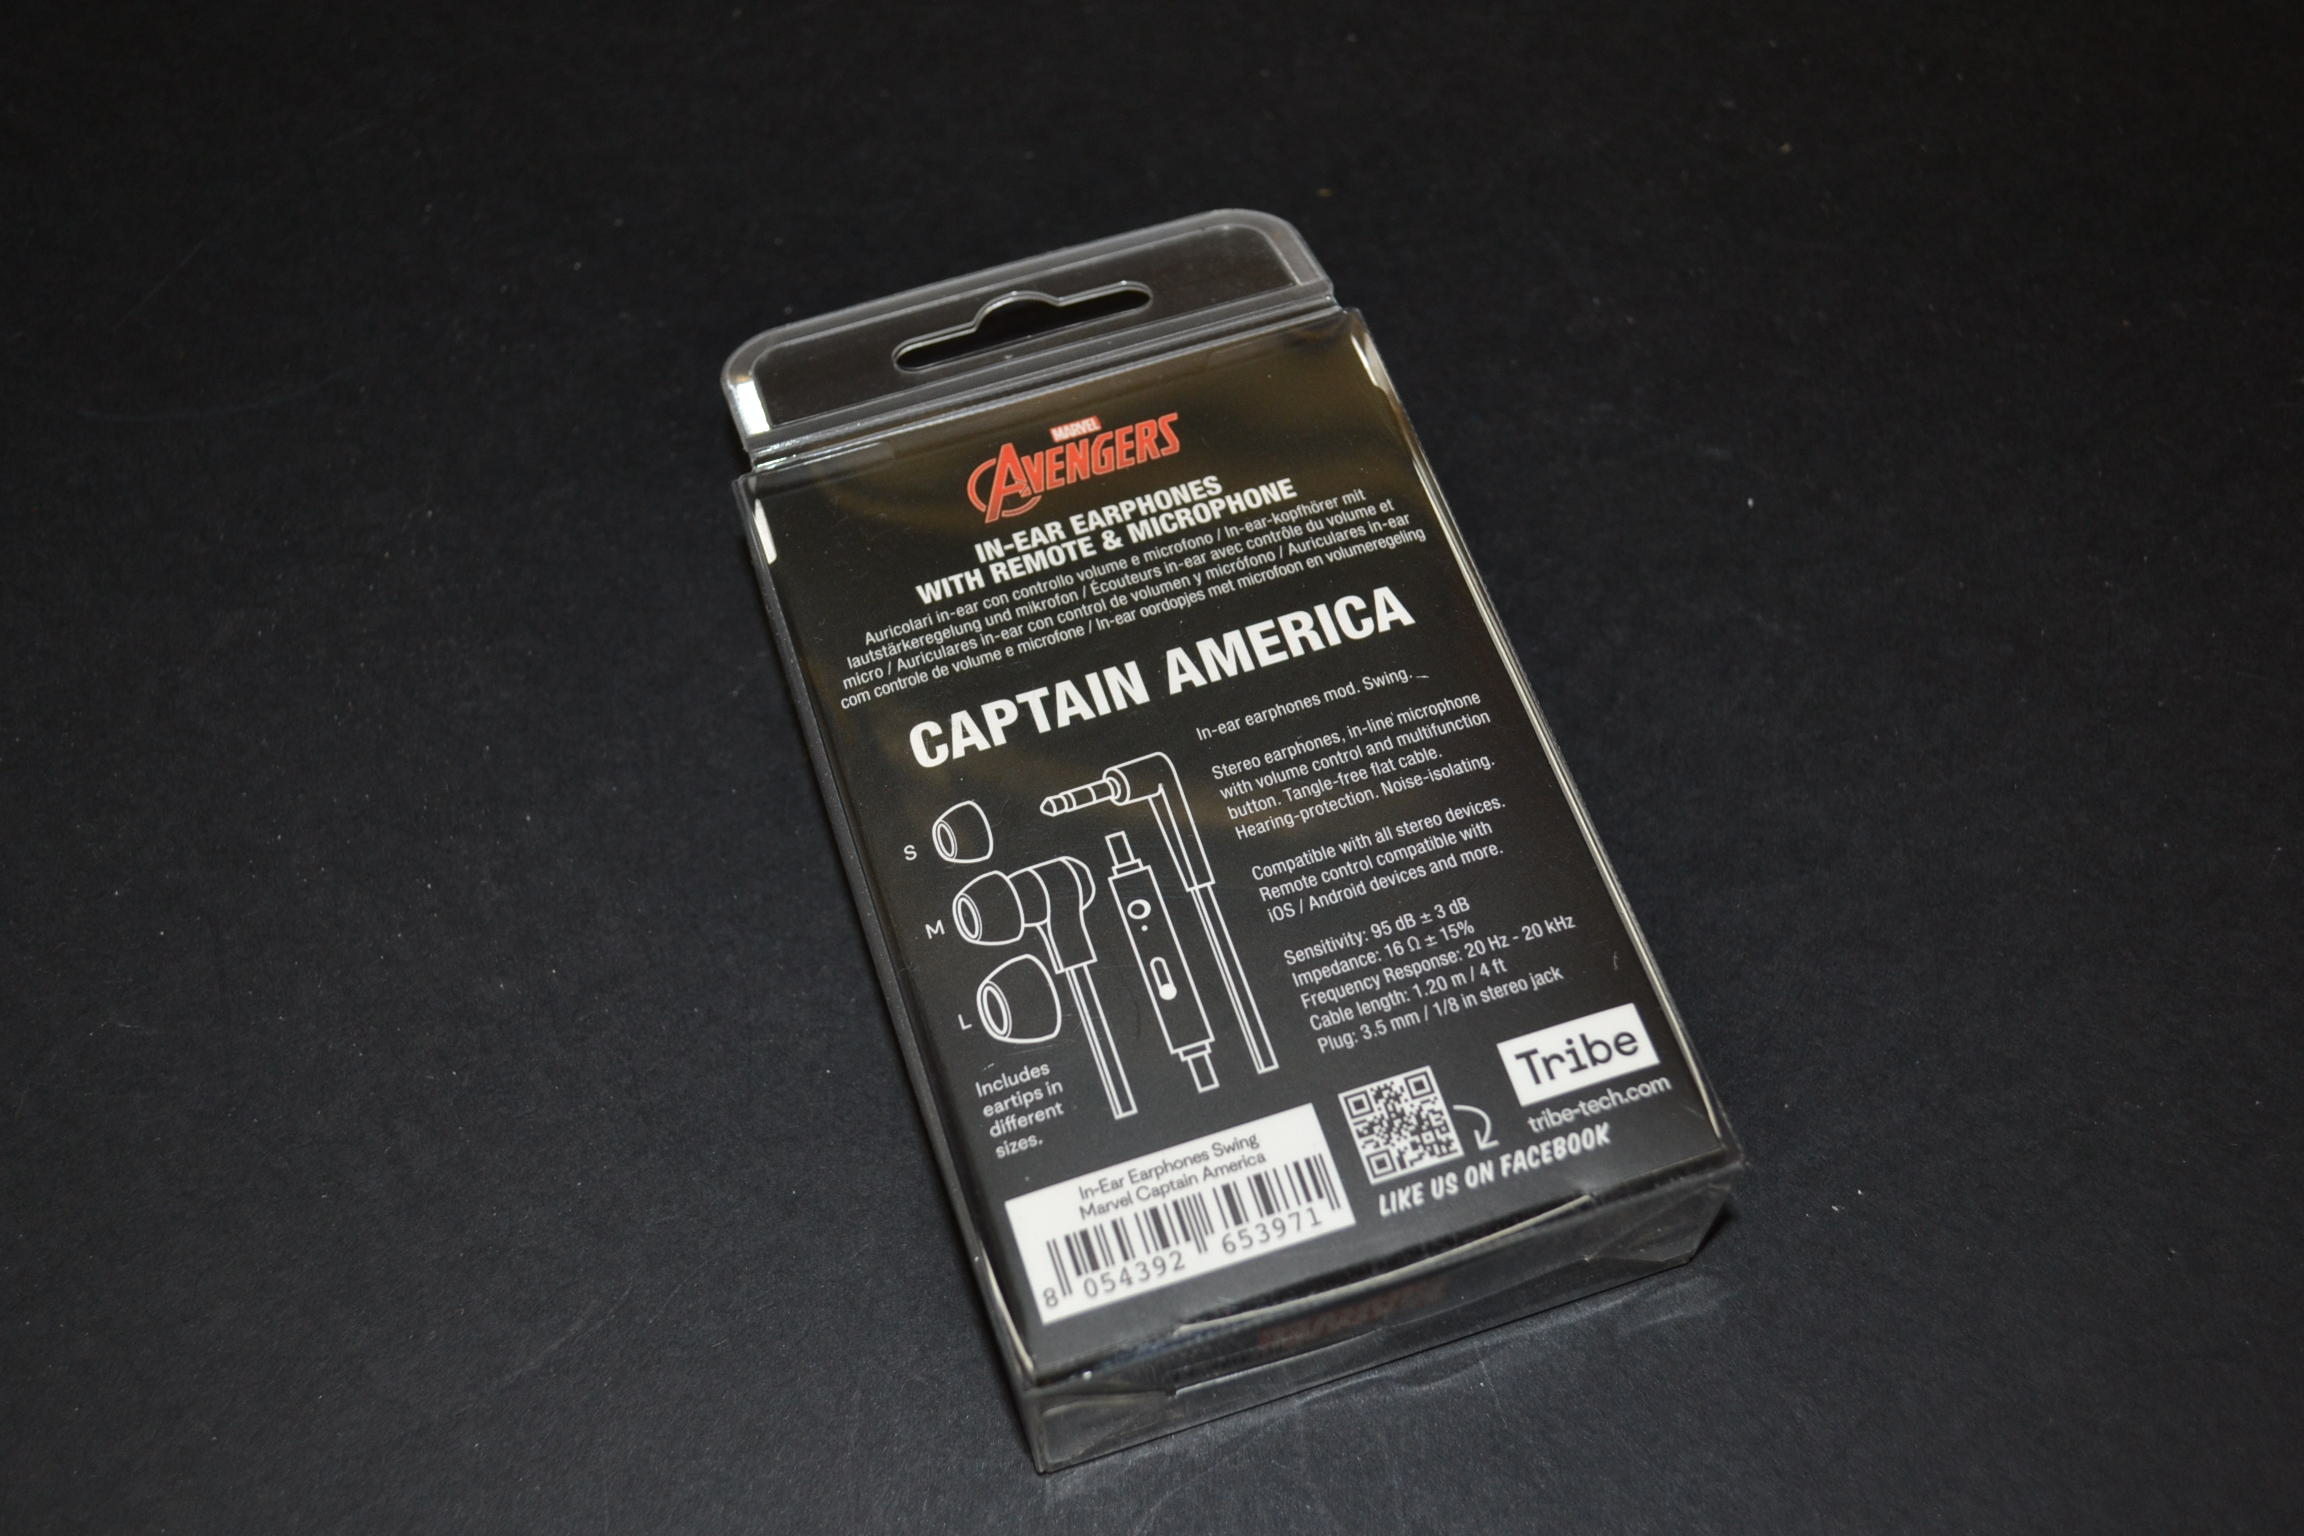 MARVEL
AVENGERS
IN-EAR EARPHONES
WITH REMOTE & MICROPHONE
Auricolari in-ear con controllo volume e microfono / In-ear-kopfhörer mit
lautstärkeregelung und mikrofon / Écouteurs in-ear avec contrôle du volume et
micro / Auriculares in-ear con control de volumen y micrófono / Auriculares in-ear
com controle de volume e microfone / In-ear oordopjes met microfoon en volumeregeling
CAPTAIN AMERICA
In-ear earphones mod. Swing.
Stereo earphones, in-line microphone
with volume control and multifunction
button. Tangle-free flat cable.
Hearing-protection. Noise-isolating.
Compatible with all stereo devices.
Remote control compatible with
iOS / Android devices and more.
Sensitivity: 95 dB ± 3 dB
Impedance: 16 Ω ± 15%
Frequency Response: 20 Hz - 20 kHz
Cable length: 1.20 m / 4 ft
Plug: 3.5 mm / 1/8 in stereo jack
S
M
L
Includes
eartips in
different
sizes.
Tribe
tribe-tech.com
LIKE US ON FACEBOOK
In-Ear Earphones Swing
Marvel Captain America
8 054392 653971